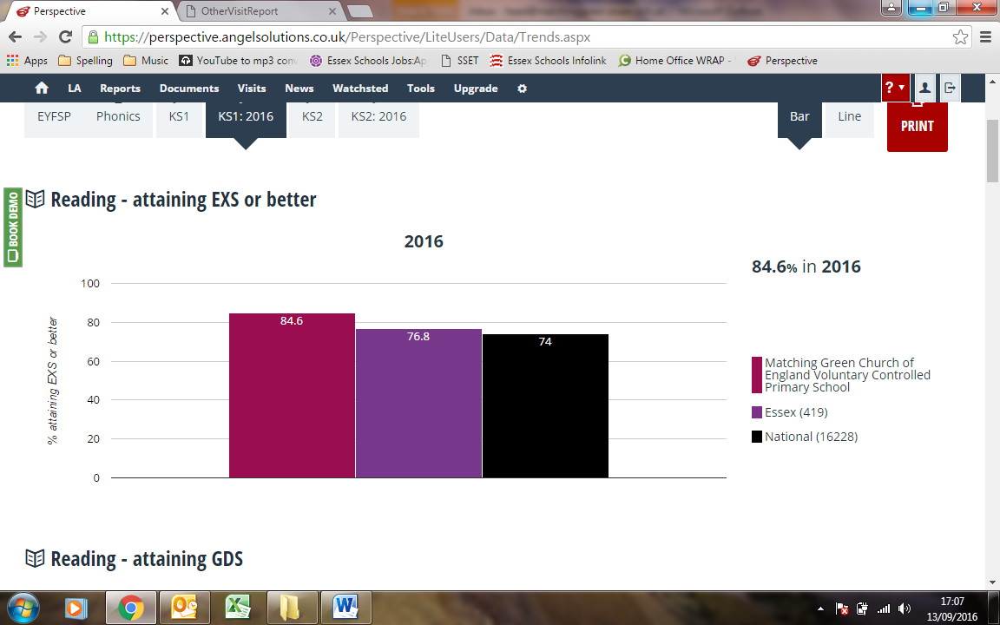 Perspective
OtherVisitReport
https://perspective.angelsolutions.co.uk/Perspective/LiteUsers/Data/Trends.aspx
Apps Spelling Music YouTube to mp3 con Essex Schools Jobs:Ap SSET Essex Schools Infolink Home Office WRAP - Perspective
LA Reports Documents Visits News Watchsted Tools Upgrade ?
EYFSP Phonics KS1 KS1: 2016 KS2 KS2: 2016 Bar Line PRINT
BOOK DEMO
Reading - attaining EXS or better
2016
84.6% in 2016
% attaining EXS or better
100
80
60
40
20
0
84.6
76.8
74
Matching Green Church of
England Voluntary Controlled
Primary School
Essex (419)
National (16228)
Reading - attaining GDS
17:07
13/09/2016